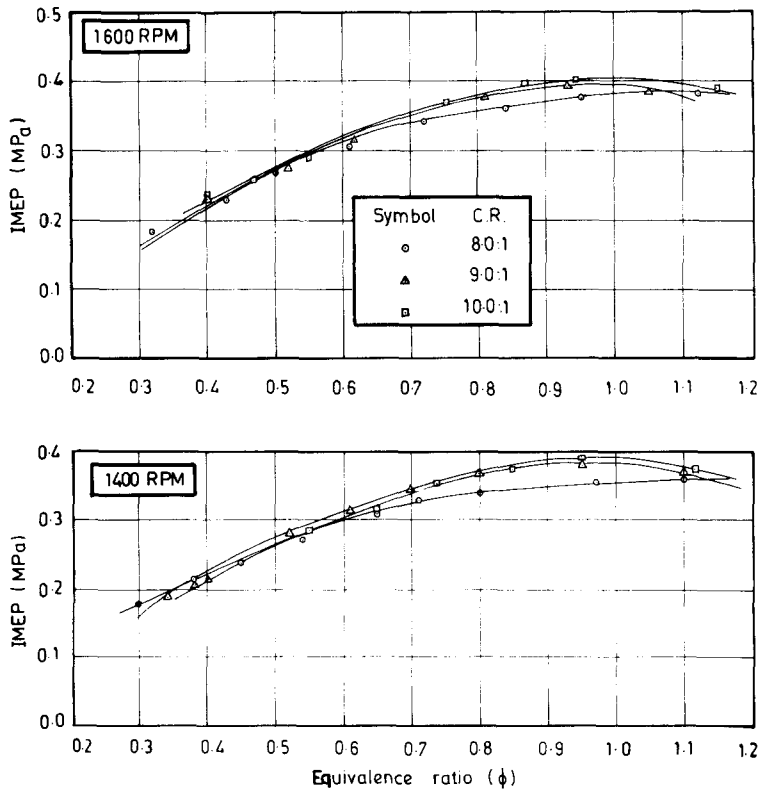 0.5
1600 RPM
0.4
0.3
0.2
0.1
0.0
IMEP (MPa)
Symbol C.R.
8·0:1
9·0:1
10·0:1
0·2 0·3 0·4 0·5 0·6 0·7 0·8 0·9 1·0 1·1 1·2
0.4
1400 RPM
0.3
0.2
0.1
0.0
IMEP (MPa)
0·2 0·3 0·4 0·5 0·6 0·7 0·8 0·9 1·0 1·1 1·2
Equivalence ratio (ϕ)